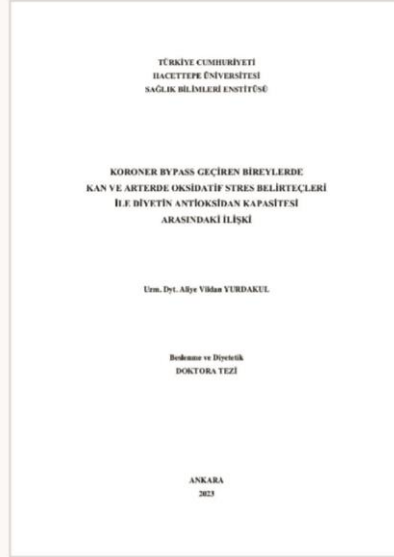 TÜRKİYE CUMHURİYETİ
HACETTEPE ÜNİVERSİTESİ
SAĞLIK BİLİMLERİ ENSTİTÜSÜ
KORONER BYPASS GEÇİREN BİREYLERDE
KAN VE ARTERDE OKSİDATİF STRES BELİRTEÇLERİ
İLE DİYETİN ANTİOKSİDAN KAPASİTESİ
ARASINDAKİ İLİŞKİ
Uzm. Dyt. Aliye Vildan YURDAKUL
Beslenme ve Diyetetik
DOKTORA TEZİ
ANKARA
2023